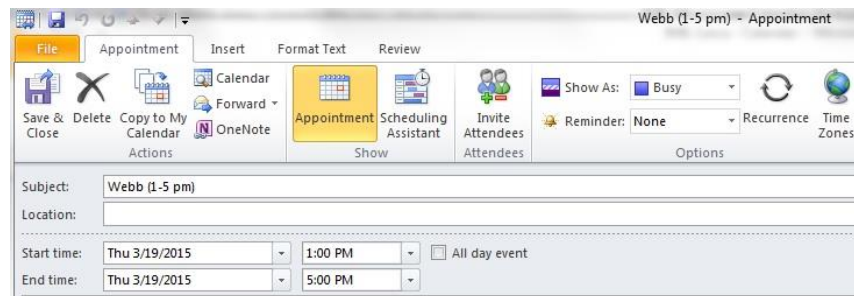 Webb (1-5 pm) - Appointment
File Appointment Insert Format Text Review
Save & Close
Delete
Copy to My Calendar
Calendar
Forward
OneNote
Actions
Appointment
Scheduling Assistant
Show
Invite Attendees
Attendees
Show As: Busy
Reminder: None
Recurrence
Time Zones
Options
Subject: Webb (1-5 pm)
Location:
Start time: Thu 3/19/2015 1:00 PM All day event
End time: Thu 3/19/2015 5:00 PM